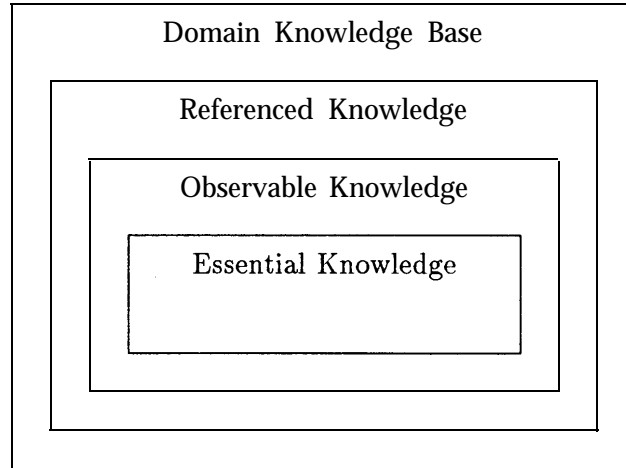 Domain Knowledge Base
Referenced Knowledge
Observable Knowledge
Essential Knowledge